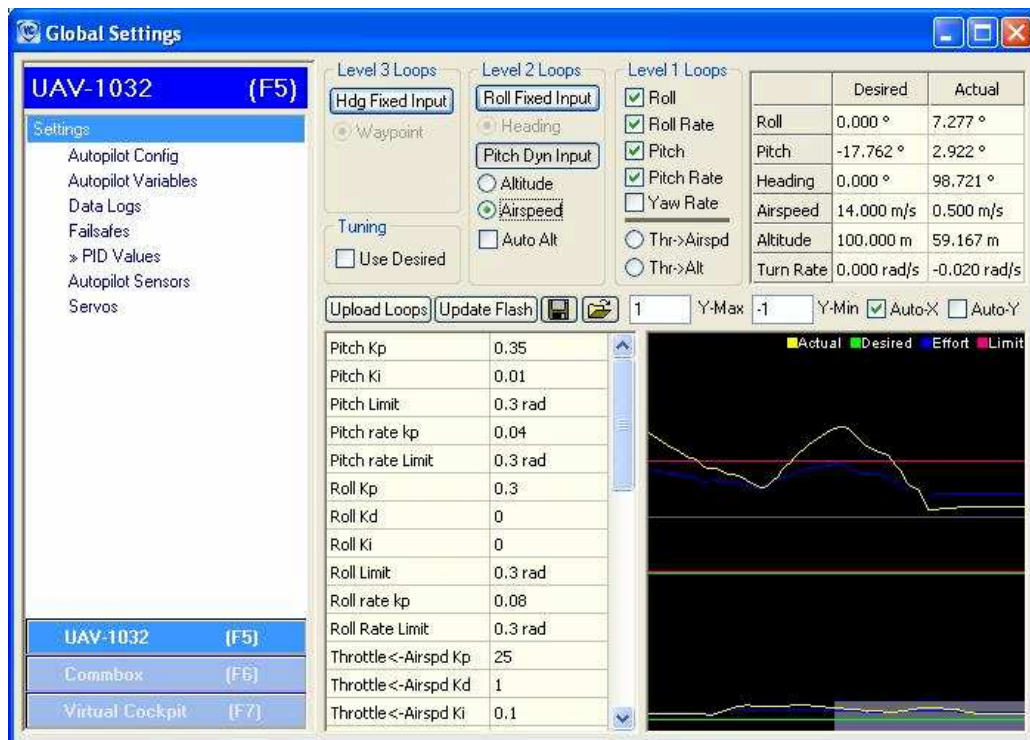 Global Settings
UAV-1032 (F5)
Settings
Autopilot Config
Autopilot Variables
Data Logs
Failsafes
» PID Values
Autopilot Sensors
Servos
UAV-1032 (F5)
Commbox (F6)
Virtual Cockpit (F7)
Level 3 Loops
Hdg Fixed Input
Waypoint
Tuning
Use Desired
Level 2 Loops
Roll Fixed Input
Heading
Pitch Dyn Input
Altitude
Airspeed
Auto Alt
Level 1 Loops
Roll
Roll Rate
Pitch
Pitch Rate
Yaw Rate
Thr->Airspd
Thr->Alt
Desired Actual
Roll 0.000 ° 7.277 °
Pitch -17.762 ° 2.922 °
Heading 0.000 ° 98.721 °
Airspeed 14.000 m/s 0.500 m/s
Altitude 100.000 m 59.167 m
Turn Rate 0.000 rad/s -0.020 rad/s
Upload Loops Update Flash 1 Y-Max -1 Y-Min Auto-X Auto-Y
Pitch Kp 0.35
Pitch Ki 0.01
Pitch Limit 0.3 rad
Pitch rate kp 0.04
Pitch rate Limit 0.3 rad
Roll Kp 0.3
Roll Kd 0
Roll Ki 0
Roll Limit 0.3 rad
Roll rate kp 0.08
Roll Rate Limit 0.3 rad
Throttle<-Airspd Kp 25
Throttle<-Airspd Kd 1
Throttle<-Airspd Ki 0.1
Actual Desired Effort Limit